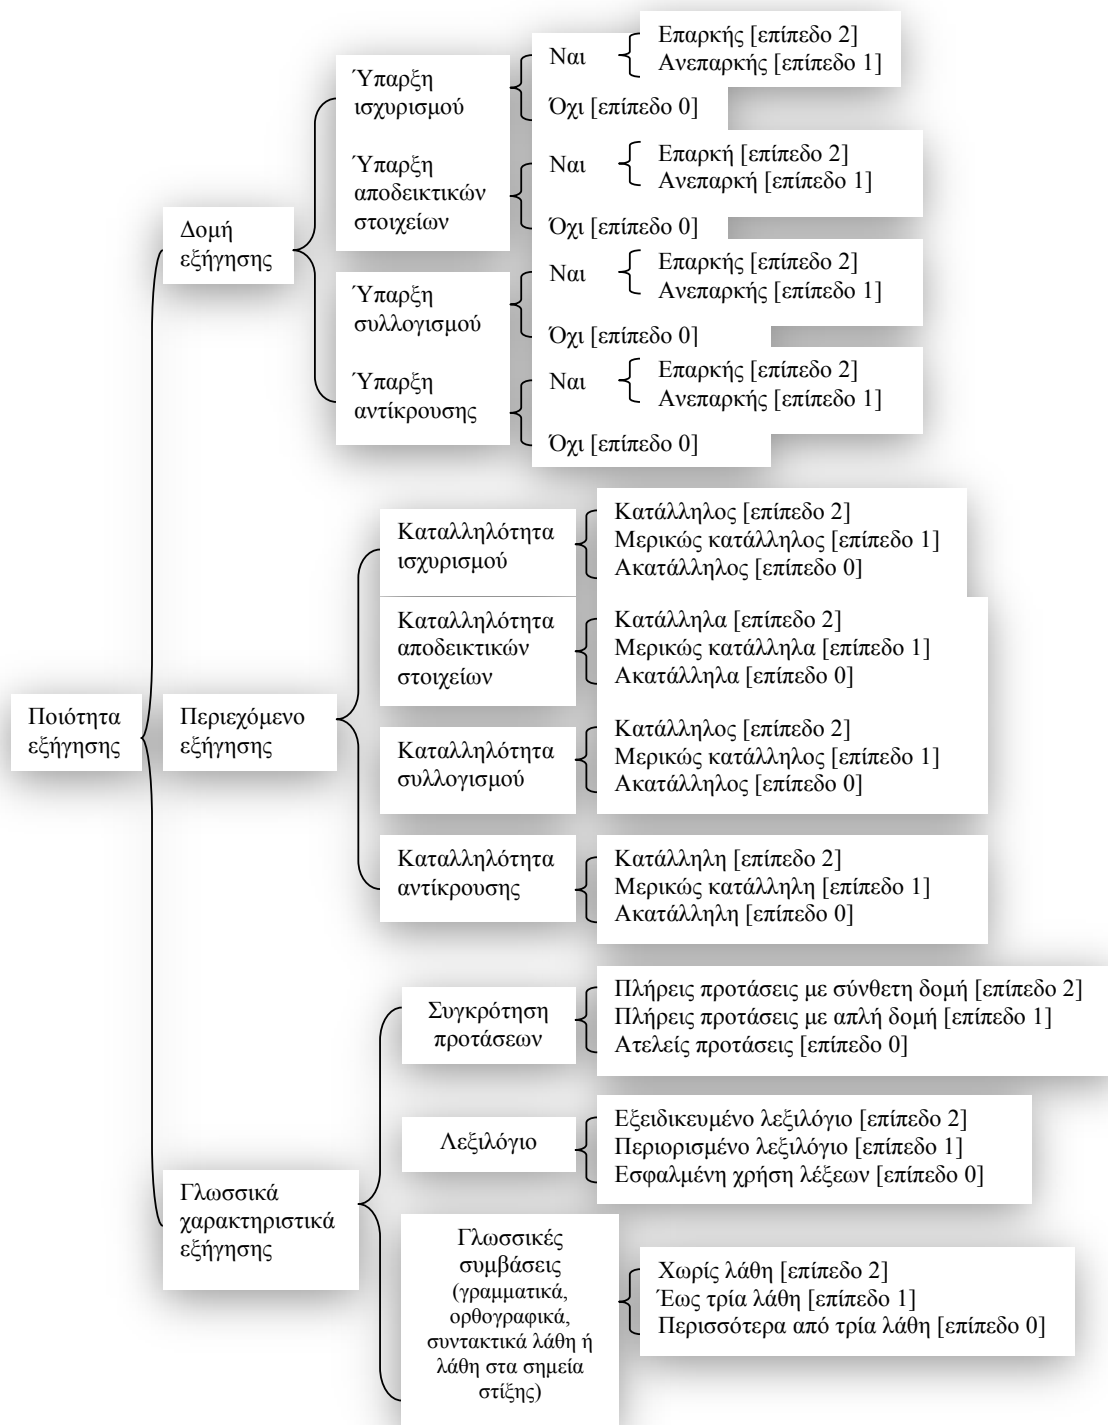 Ποιότητα
εξήγησης
Δομή
εξήγησης
Ύπαρξη
ισχυρισμού
Ναι
Επαρκής [επίπεδο 2]
Ανεπαρκής [επίπεδο 1]
Όχι [επίπεδο 0]
Ύπαρξη
αποδεικτικών
στοιχείων
Ναι
Επαρκή [επίπεδο 2]
Ανεπαρκή [επίπεδο 1]
Όχι [επίπεδο 0]
Ύπαρξη
συλλογισμού
Ναι
Επαρκής [επίπεδο 2]
Ανεπαρκής [επίπεδο 1]
Όχι [επίπεδο 0]
Ύπαρξη
αντίκρουσης
Ναι
Επαρκής [επίπεδο 2]
Ανεπαρκής [επίπεδο 1]
Όχι [επίπεδο 0]
Περιεχόμενο
εξήγησης
Καταλληλότητα
ισχυρισμού
Κατάλληλος [επίπεδο 2]
Μερικώς κατάλληλος [επίπεδο 1]
Ακατάλληλος [επίπεδο 0]
Καταλληλότητα
αποδεικτικών
στοιχείων
Κατάλληλα [επίπεδο 2]
Μερικώς κατάλληλα [επίπεδο 1]
Ακατάλληλα [επίπεδο 0]
Καταλληλότητα
συλλογισμού
Κατάλληλος [επίπεδο 2]
Μερικώς κατάλληλος [επίπεδο 1]
Ακατάλληλος [επίπεδο 0]
Καταλληλότητα
αντίκρουσης
Κατάλληλη [επίπεδο 2]
Μερικώς κατάλληλη [επίπεδο 1]
Ακατάλληλη [επίπεδο 0]
Γλωσσικά
χαρακτηριστικά
εξήγησης
Συγκρότηση
προτάσεων
Πλήρεις προτάσεις με σύνθετη δομή [επίπεδο 2]
Πλήρεις προτάσεις με απλή δομή [επίπεδο 1]
Ατελείς προτάσεις [επίπεδο 0]
Λεξιλόγιο
Εξειδικευμένο λεξιλόγιο [επίπεδο 2]
Περιορισμένο λεξιλόγιο [επίπεδο 1]
Εσφαλμένη χρήση λέξεων [επίπεδο 0]
Γλωσσικές
συμβάσεις
(γραμματικά,
ορθογραφικά,
συντακτικά λάθη ή
λάθη στα σημεία
στίξης)
Χωρίς λάθη [επίπεδο 2]
Έως τρία λάθη [επίπεδο 1]
Περισσότερα από τρία λάθη [επίπεδο 0]